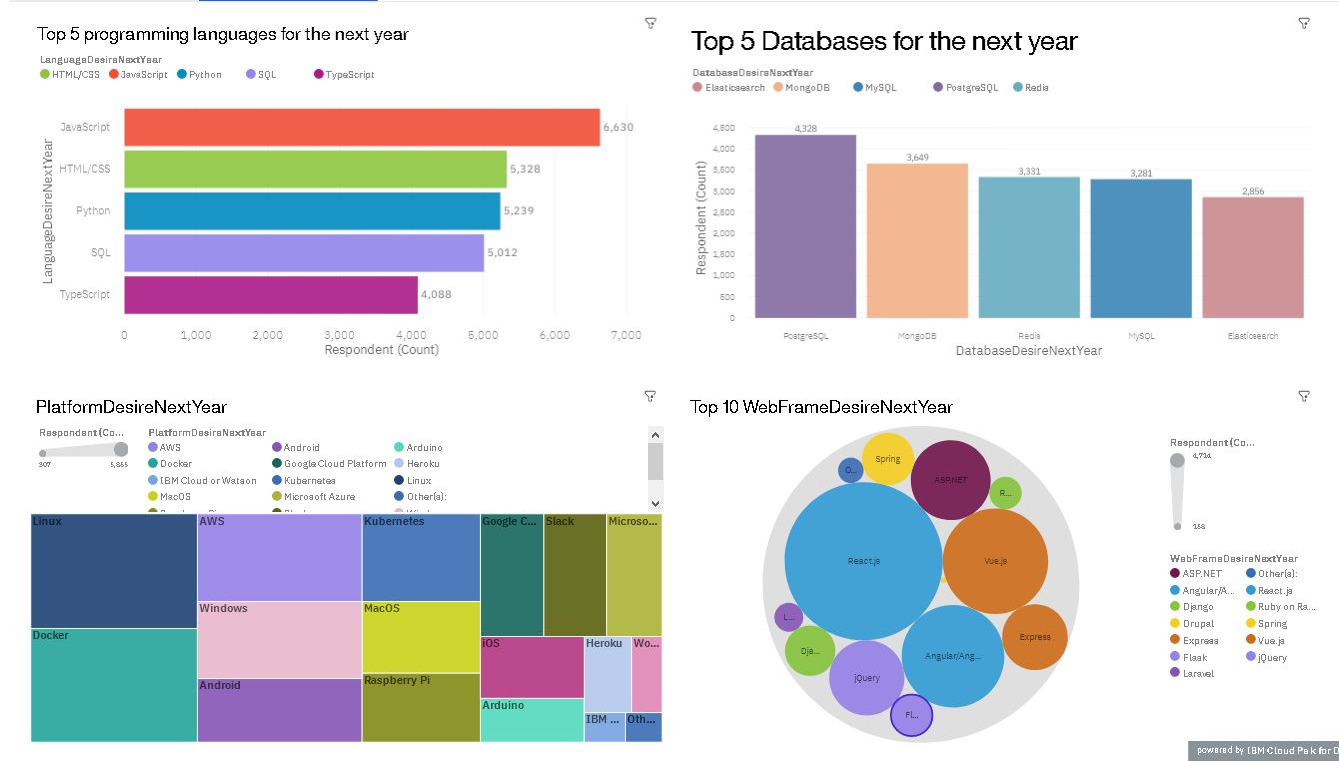 Top 5 programming languages for the next year
LanguageDesireNextYear
HTML/CSS JavaScript Python SQL TypeScript
LanguageDesireNextYear
JavaScript 6,630
HTML/CSS 5,328
Python 5,239
SQL 5,012
TypeScript 4,088
0 1,000 2,000 3,000 4,000 5,000 6,000 7,000
Respondent (Count)
Top 5 Databases for the next year
DatabaseDesireNextYear
Elasticsearch MongoDB MySQL PostgreSQL Redis
Respondent (Count)
4,500
4,000
3,500
3,000
2,500
2,000
1,500
1,000
500
0
4,328 3,649 3,331 3,281 2,856
PostgreSQL MongoDB Redis MySQL Elasticsearch
DatabaseDesireNextYear
PlatformDesireNextYear
Respondent (Co... PlatformDesireNextYear
307
AWS Android Arduino
Docker Google Cloud Platform Heroku
IBM Cloud or Watson Kubernetes Linux
MacOS Microsoft Azure Other(s):
Linux AWS Kubernetes Google C... Slack Microso...
Windows MacOS
Docker iOS Heroku Wo...
Android Raspberry Pi
Arduino IBM ... Oth...
Top 10 WebFrameDesireNextYear
Spring
O...
ASP.NET
R...
React.js
Vue.js
L...
Express
Dja...
Angular/Ang...
jQuery
Fl...
Respondent (Co...
4,714
158
WebFrameDesireNextYear
ASP.NET Other(s):
Angular/A... React.js
Django Ruby on Ra...
Drupal Spring
Express Vue.js
Flask jQuery
Laravel
powered by IBM Cloud Pak for D